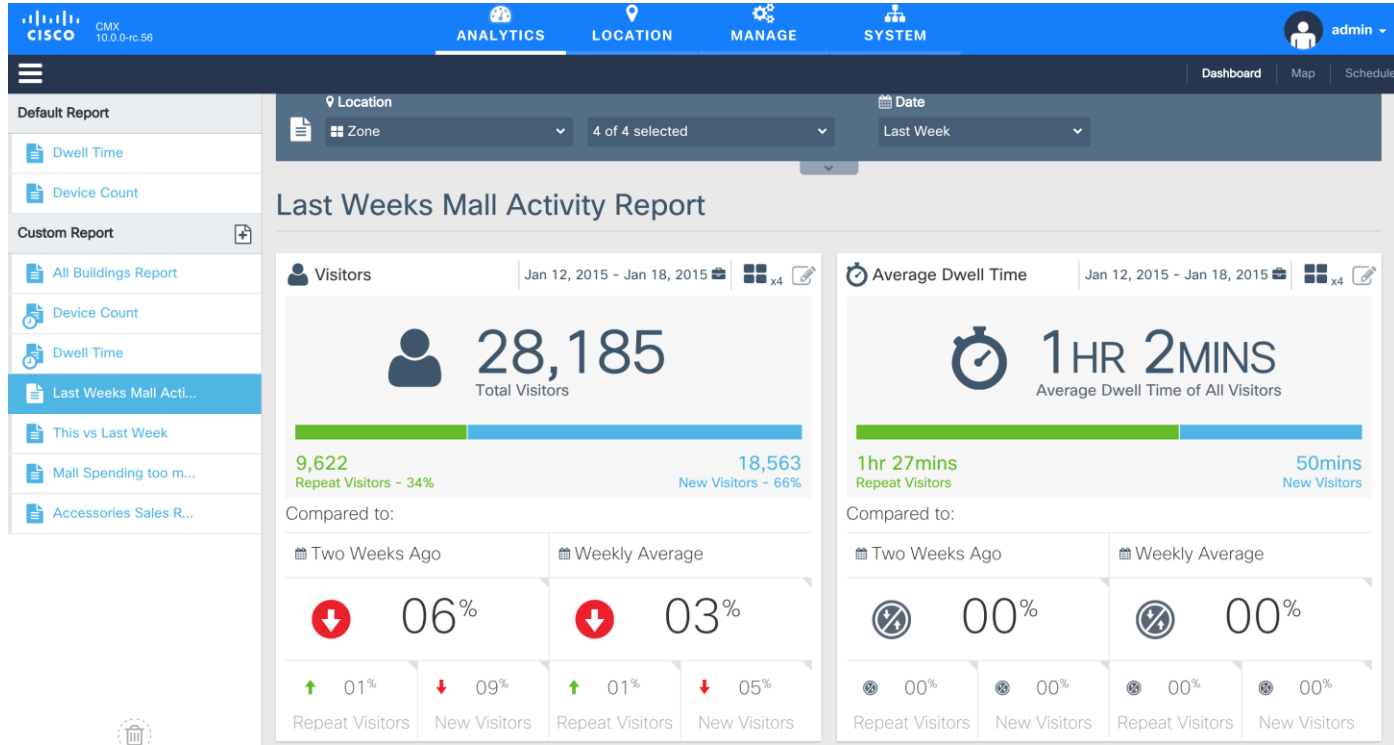 CISCO
CMX
10.0.0-rc.56
ANALYTICS
LOCATION
MANAGE
SYSTEM
admin
Dashboard
Map
Schedule
Default Report
Dwell Time
Device Count
Custom Report
All Buildings Report
Device Count
Dwell Time
Last Weeks Mall Acti...
This vs Last Week
Mall Spending too m...
Accessories Sales R...
Location
Date
Zone
4 of 4 selected
Last Week
Last Weeks Mall Activity Report
Visitors
Jan 12, 2015 - Jan 18, 2015
x4
28,185
Total Visitors
9,622
18,563
Repeat Visitors - 34%
New Visitors - 66%
Compared to:
Two Weeks Ago
Weekly Average
06%
03%
01%
09%
01%
05%
Repeat Visitors
New Visitors
Repeat Visitors
New Visitors
Average Dwell Time
Jan 12, 2015 - Jan 18, 2015
x4
1HR 2MINS
Average Dwell Time of All Visitors
1hr 27mins
50mins
Repeat Visitors
New Visitors
Compared to:
Two Weeks Ago
Weekly Average
00%
00%
00%
00%
00%
00%
Repeat Visitors
New Visitors
Repeat Visitors
New Visitors